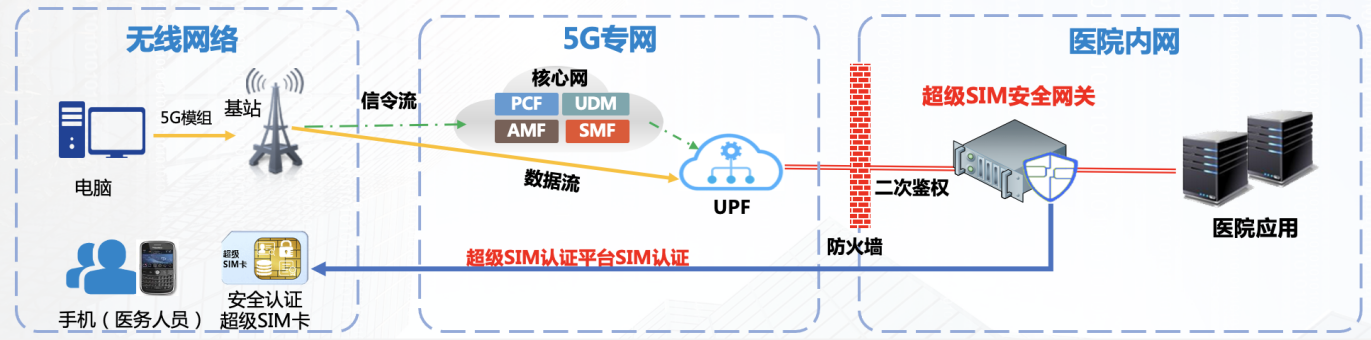 无线网络
5G专网
医院内网
核心网
信令流
超级SIM安全网关
5G模组
基站
PCF
UDM
AMF
SMF
电脑
数据流
UPF
二次鉴权
医院应用
防火墙
超级SIM认证平台SIM认证
超级
SIM卡
安全认证
手机（医务人员）
超级SIM卡